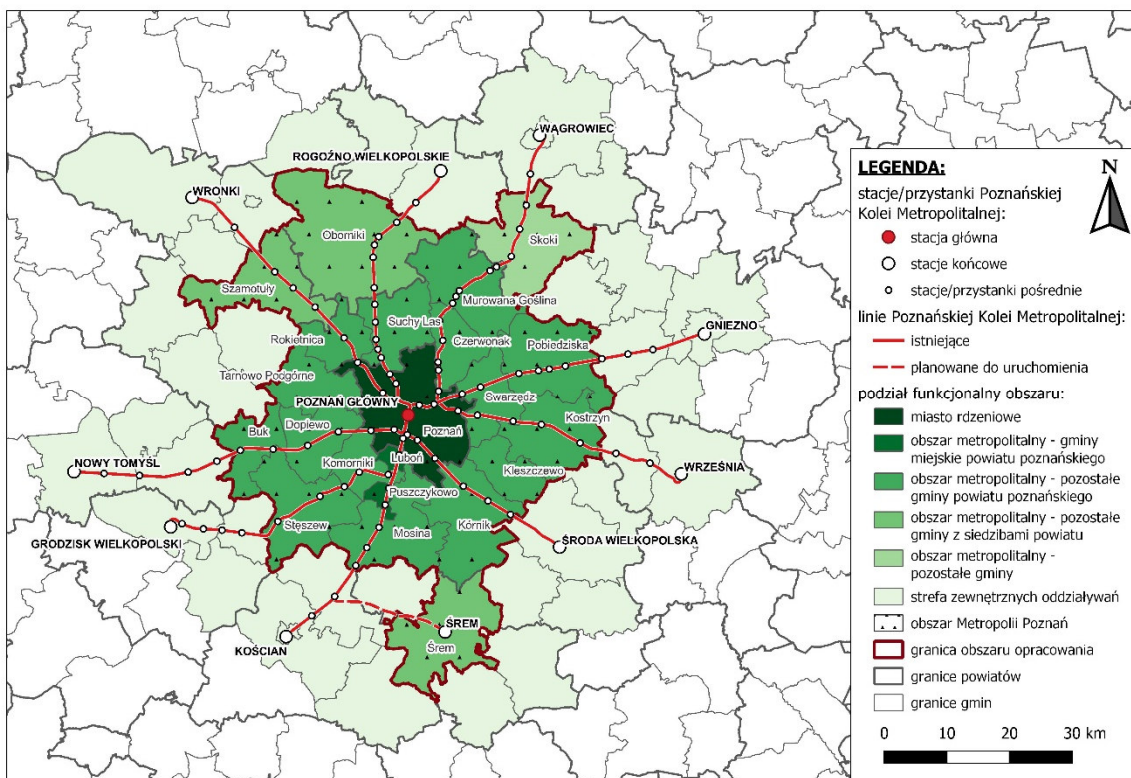 WĄGROWIEC
ROGOŹNO WIELKOPOLSKIE
WRONKI
Oborniki
Skoki
Szamotuły
Murowana Goślina
Suchy Las
Rokietnica
Czerwonak
Pobiedziska
GNIEZNO
Tarnowo Podgórne
Swarzędz
POZNAŃ GŁÓWNY
Kostrzyn
Buk
Dopiewo
Poznań
Luboń
NOWY TOMYŚL
Komorniki
Kleszczewo
WRZEŚNIA
Puszczykowo
Stęszew
Mosina
Kórnik
GRODZISK WIELKOPOLSKI
ŚRODA WIELKOPOLSKA
ŚREM
KOŚCIAN
Śrem
LEGENDA:
N
stacje/przystanki Poznańskiej
Kolei Metropolitalnej:
stacja główna
stacje końcowe
stacje/przystanki pośrednie
linie Poznańskiej Kolei Metropolitalnej:
istniejące
planowane do uruchomienia
podział funkcjonalny obszaru:
miasto rdzeniowe
obszar metropolitalny - gminy
miejskie powiatu poznańskiego
obszar metropolitalny - pozostałe
gminy powiatu poznańskiego
obszar metropolitalny - pozostałe
gminy z siedzibami powiatu
obszar metropolitalny -
pozostałe gminy
strefa zewnętrznych oddziaływań
obszar Metropolii Poznań
granica obszaru opracowania
granice powiatów
granice gmin
0 10 20 30 km